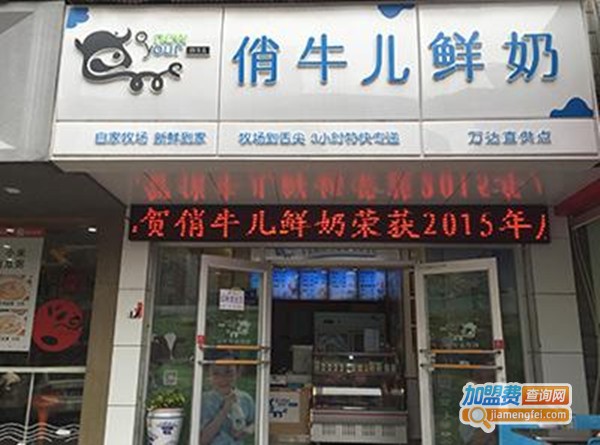 your
俏牛儿鲜奶
自家牧场 新鲜到家
牧场到舌尖 3小时特快专递
万达直供点
贺俏牛儿鲜奶荣获2015年
加盟费查询网
jiamengfei.com